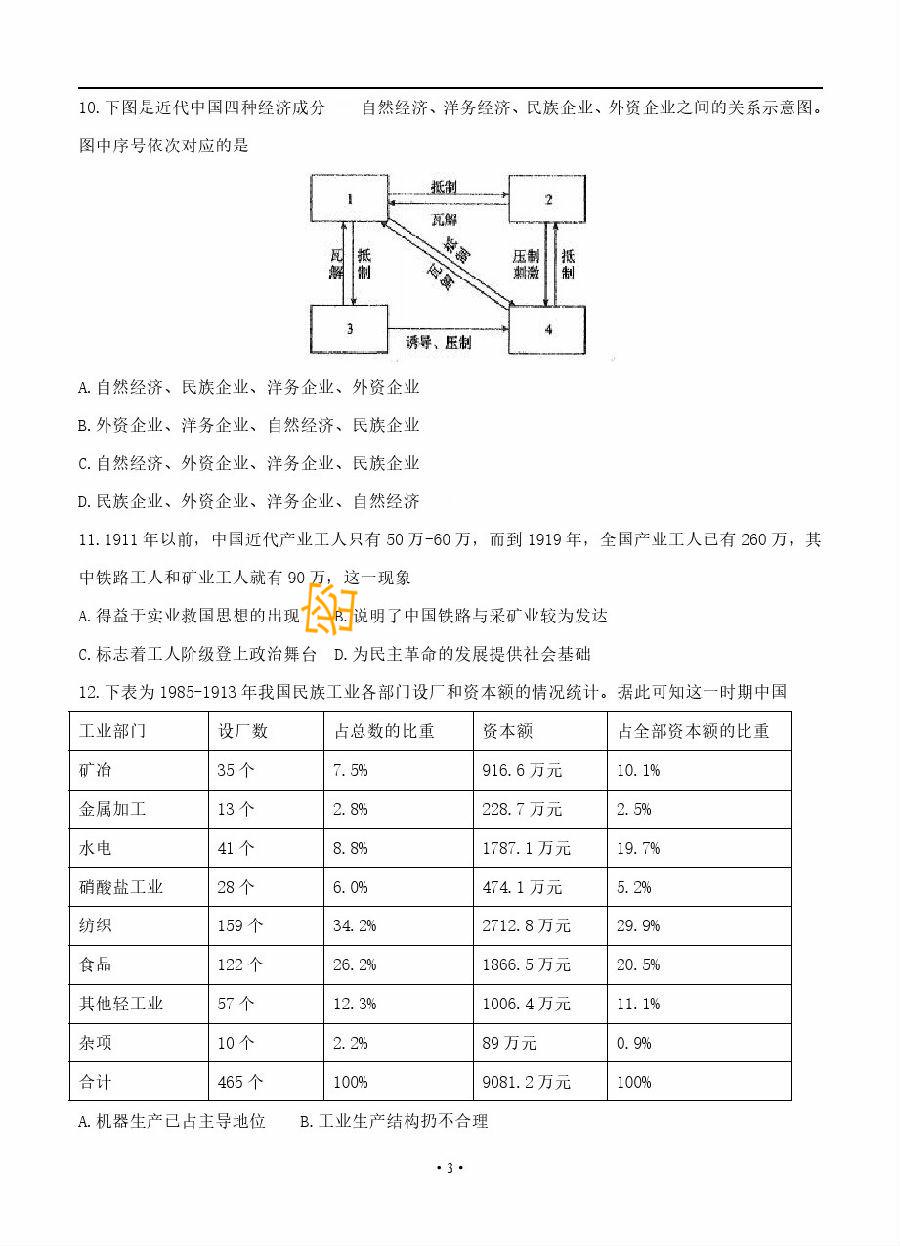 10.下图是近代中国四种经济成分 自然经济、洋务经济、民族企业、外资企业之间的关系示意图。
图中序号依次对应的是
1 抵制 瓦解 2
瓦解 抵制 抵制 瓦解 压制刺激 抵制
3 诱导、压制 4
A.自然经济、民族企业、洋务企业、外资企业
B.外资企业、洋务企业、自然经济、民族企业
C.自然经济、外资企业、洋务企业、民族企业
D.民族企业、外资企业、洋务企业、自然经济
11.1911年以前，中国近代产业工人只有50万-60万，而到1919年，全国产业工人已有260万，其
中铁路工人和矿业工人就有90万，这一现象
A.得益于实业救国思想的出现 B.说明了中国铁路与采矿业较为发达
C.标志着工人阶级登上政治舞台 D.为民主革命的发展提供社会基础
12.下表为1985-1913年我国民族工业各部门设厂和资本额的情况统计。据此可知这一时期中国
工业部门 设厂数 占总数的比重 资本额 占全部资本额的比重
矿冶 35个 7.5% 916.6万元 10.1%
金属加工 13个 2.8% 228.7万元 2.5%
水电 41个 8.8% 1787.1万元 19.7%
硝酸盐工业 28个 6.0% 474.1万元 5.2%
纺织 159个 34.2% 2712.8万元 29.9%
食品 122个 26.2% 1866.5万元 20.5%
其他轻工业 57个 12.3% 1006.4万元 11.1%
杂项 10个 2.2% 89万元 0.9%
合计 465个 100% 9081.2万元 100%
A.机器生产已占主导地位 B.工业生产结构扔不合理
·3·